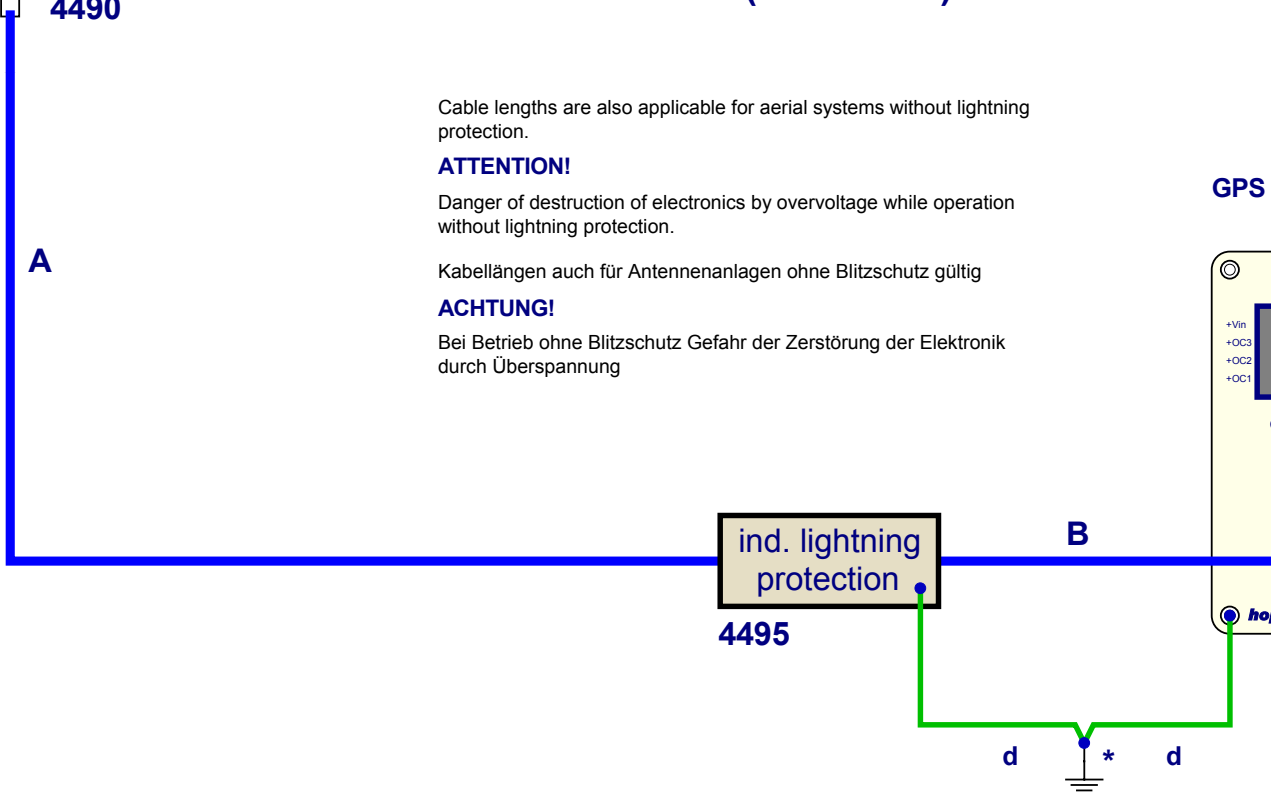 4490
Cable lengths are also applicable for aerial systems without lightning
protection.
ATTENTION!
Danger of destruction of electronics by overvoltage while operation
without lightning protection.
GPS
A
Kabellängen auch für Antennenanlagen ohne Blitzschutz gültig
ACHTUNG!
Bei Betrieb ohne Blitzschutz Gefahr der Zerstörung der Elektronik
durch Überspannung
+Vin
+OC3
+OC2
+OC1
ind. lightning
protection
B
4495
d * d